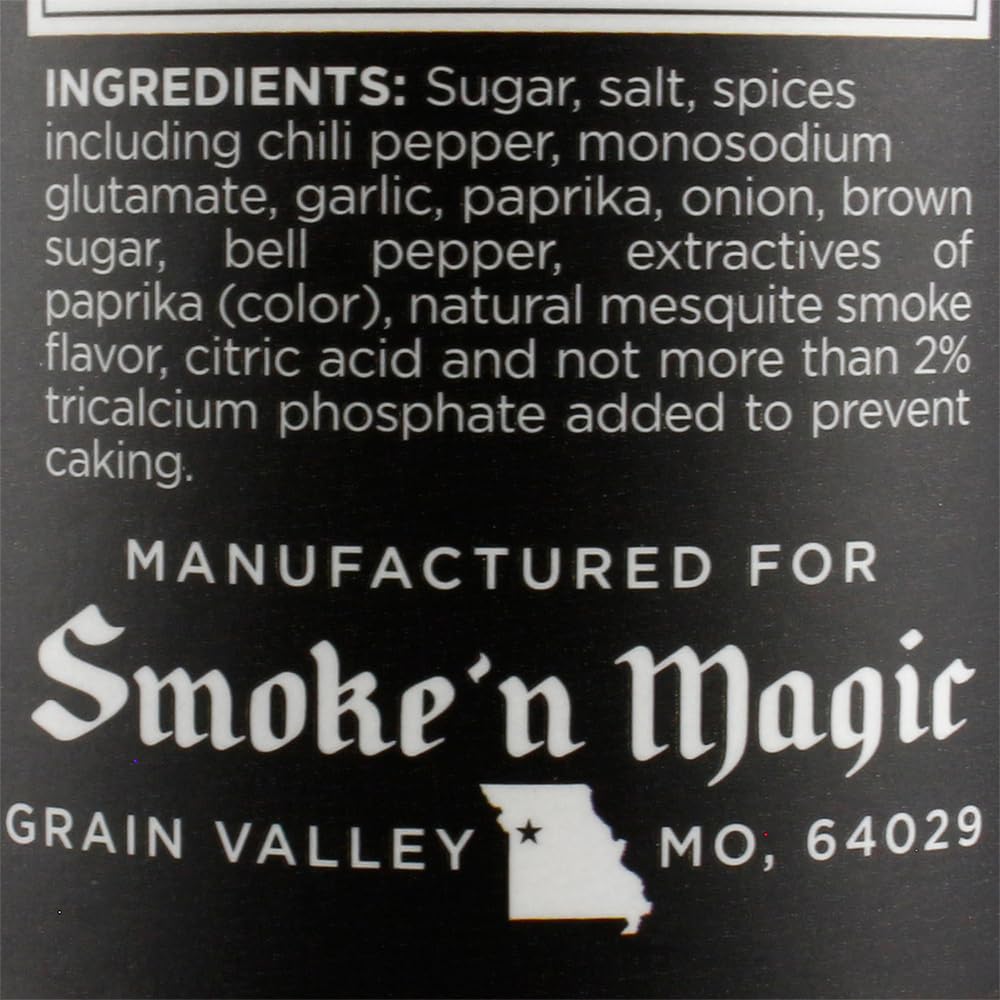 INGREDIENTS: Sugar, salt, spices
including chili pepper, monosodium
glutamate, garlic, paprika, onion, brown
sugar, bell pepper, extractives of
paprika (color), natural mesquite smoke
flavor, citric acid and not more than 2%
tricalcium phosphate added to prevent
caking.
MANUFACTURED FOR
Smoke'n Magic
GRAIN VALLEY MO, 64029